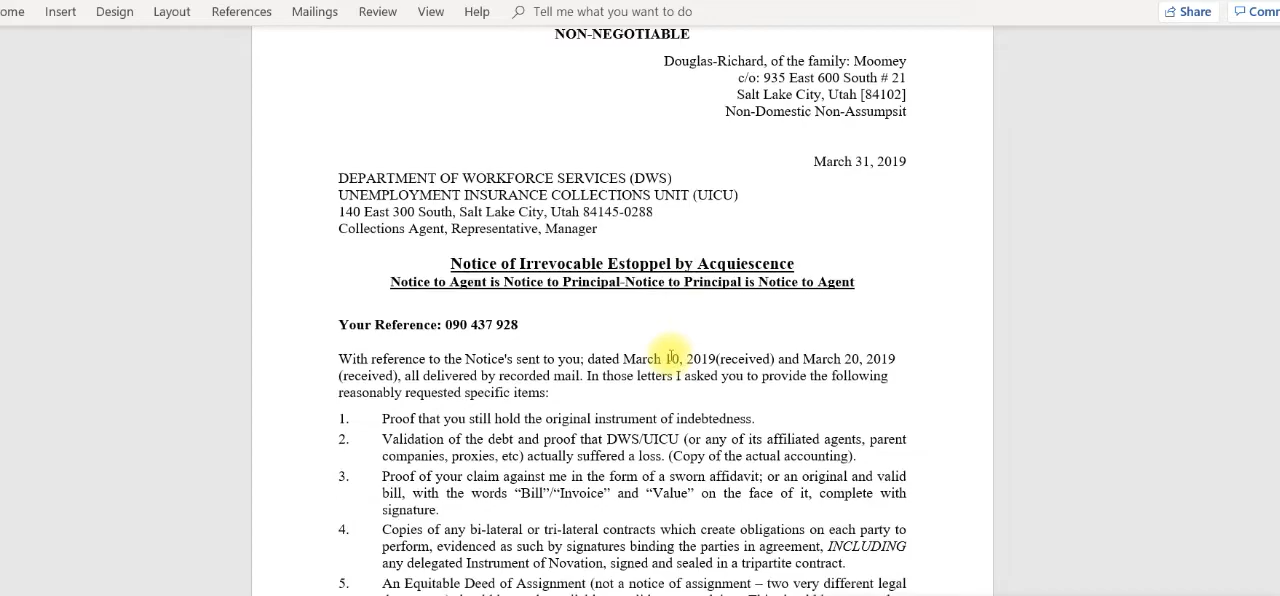 ome Insert Design Layout References Mailings Review View Help Tell me what you want to do Share Comm
NON-NEGOTIABLE
Douglas-Richard, of the family: Moomey
c/o: 935 East 600 South # 21
Salt Lake City, Utah [84102]
Non-Domestic Non-Assumpsit
March 31, 2019
DEPARTMENT OF WORKFORCE SERVICES (DWS)
UNEMPLOYMENT INSURANCE COLLECTIONS UNIT (UICU)
140 East 300 South, Salt Lake City, Utah 84145-0288
Collections Agent, Representative, Manager
Notice of Irrevocable Estoppel by Acquiescence
Notice to Agent is Notice to Principal-Notice to Principal is Notice to Agent
Your Reference: 090 437 928
With reference to the Notice's sent to you; dated March 10, 2019(received) and March 20, 2019
(received), all delivered by recorded mail. In those letters I asked you to provide the following
reasonably requested specific items:
1. Proof that you still hold the original instrument of indebtedness.
2. Validation of the debt and proof that DWS/UICU (or any of its affiliated agents, parent
companies, proxies, etc) actually suffered a loss. (Copy of the actual accounting).
3. Proof of your claim against me in the form of a sworn affidavit; or an original and valid
bill, with the words “Bill”/“Invoice” and “Value” on the face of it, complete with
signature.
4. Copies of any bi-lateral or tri-lateral contracts which create obligations on each party to
perform, evidenced as such by signatures binding the parties in agreement, INCLUDING
any delegated Instrument of Novation, signed and sealed in a tripartite contract.
5. An Equitable Deed of Assignment (not a notice of assignment – two very different legal